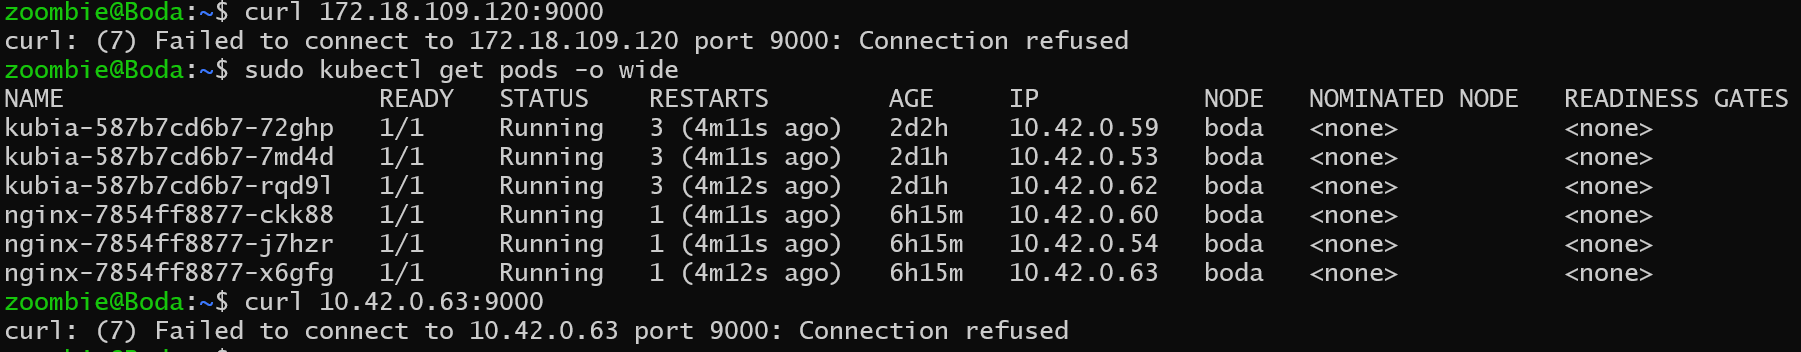 zoombie@Boda:~$ curl 172.18.109.120:9000
curl: (7) Failed to connect to 172.18.109.120 port 9000: Connection refused
zoombie@Boda:~$ sudo kubectl get pods -o wide
NAME READY STATUS RESTARTS AGE IP NODE NOMINATED NODE READINESS GATES
kubia-587b7cd6b7-72ghp 1/1 Running 3 (4m11s ago) 2d2h 10.42.0.59 boda <none> <none>
kubia-587b7cd6b7-7md4d 1/1 Running 3 (4m11s ago) 2d1h 10.42.0.53 boda <none> <none>
kubia-587b7cd6b7-rqd9l 1/1 Running 3 (4m12s ago) 2d1h 10.42.0.62 boda <none> <none>
nginx-7854ff8877-ckk88 1/1 Running 1 (4m11s ago) 6h15m 10.42.0.60 boda <none> <none>
nginx-7854ff8877-j7hzr 1/1 Running 1 (4m11s ago) 6h15m 10.42.0.54 boda <none> <none>
nginx-7854ff8877-x6gfg 1/1 Running 1 (4m12s ago) 6h15m 10.42.0.63 boda <none> <none>
zoombie@Boda:~$ curl 10.42.0.63:9000
curl: (7) Failed to connect to 10.42.0.63 port 9000: Connection refused